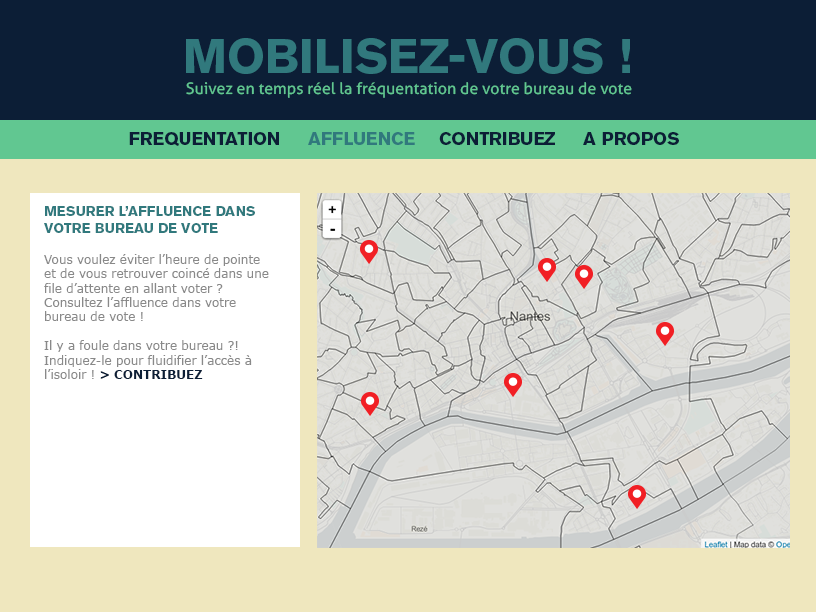 MOBILISEZ-VOUS !
Suivez en temps réel la fréquentation de votre bureau de vote
FREQUENTATION AFFLUENCE CONTRIBUEZ A PROPOS
MESURER L'AFFLUENCE DANS
VOTRE BUREAU DE VOTE
Vous voulez éviter l'heure de pointe
et de vous retrouver coincé dans une
file d'attente en allant voter ?
Consultez l'affluence dans votre
bureau de vote !
Il y a foule dans votre bureau ?!
Indiquez-le pour fluidifier l'accès à
l'isoloir ! > CONTRIBUEZ
+
-
Nantes
Rezé
Leaflet | Map data © Ope